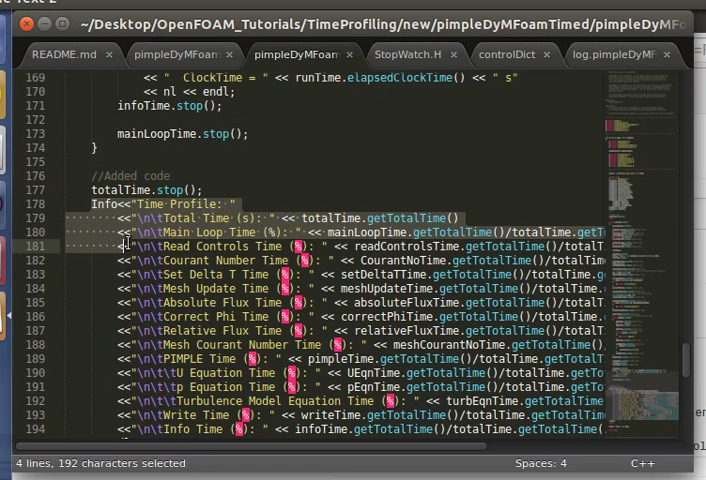 ~/Desktop/OpenFOAM_Tutorials/TimeProfiling/new/pimpleDyMFoamTimed/pimpleDyMF
README.md × pimpleDyMFoam × pimpleDyMFoam × StopWatch.H × controlDict × log.pimpleDyMF ×
169 << "  ClockTime = " << runTime.elapsedClockTime() << " s"
170 << nl << endl;
171 infoTime.stop();
172
173 mainLoopTime.stop();
174 }
175
176 //Added code
177 totalTime.stop();
178 Info<<"Time Profile: "
179 <<"\n\tTotal Time (s): " << totalTime.getTotalTime()
180 <<"\n\tMain Loop Time (%): " << mainLoopTime.getTotalTime()/totalTime.getT
181 <<"\n\tRead Controls Time (%): " << readControlsTime.getTotalTime()/totalT
182 <<"\n\tCourant Number Time (%): " << CourantNoTime.getTotalTime()/totalTim
183 <<"\n\tSet Delta T Time (%): " << setDeltaTTime.getTotalTime()/totalTime.g
184 <<"\n\tMesh Update Time (%): " << meshUpdateTime.getTotalTime()/totalTime.
185 <<"\n\tAbsolute Flux Time (%): " << absoluteFluxTime.getTotalTime()/totalT
186 <<"\n\tCorrect Phi Time (%): " << correctPhiTime.getTotalTime()/totalTime.
187 <<"\n\tRelative Flux Time (%): " << relativeFluxTime.getTotalTime()/totalT
188 <<"\n\tMesh Courant Number Time (%): " << meshCourantNoTime.getTotalTime()
189 <<"\n\tPIMPLE Time (%): " << pimpleTime.getTotalTime()/totalTime.getTotalT
190 <<"\n\t\tU Equation Time (%): " << UEqnTime.getTotalTime()/totalTime.getTo
191 <<"\n\t\tp Equation Time (%): " << pEqnTime.getTotalTime()/totalTime.getTo
192 <<"\n\t\tTurbulence Model Equation Time (%): " << turbEqnTime.getTotalTime
193 <<"\n\tWrite Time (%): " << writeTime.getTotalTime()/totalTime.getTotalTim
194 <<"\n\tInfo Time (%): " << infoTime.getTotalTime()/totalTime.getTotalTime(
4 lines, 192 characters selected Spaces: 4 C++